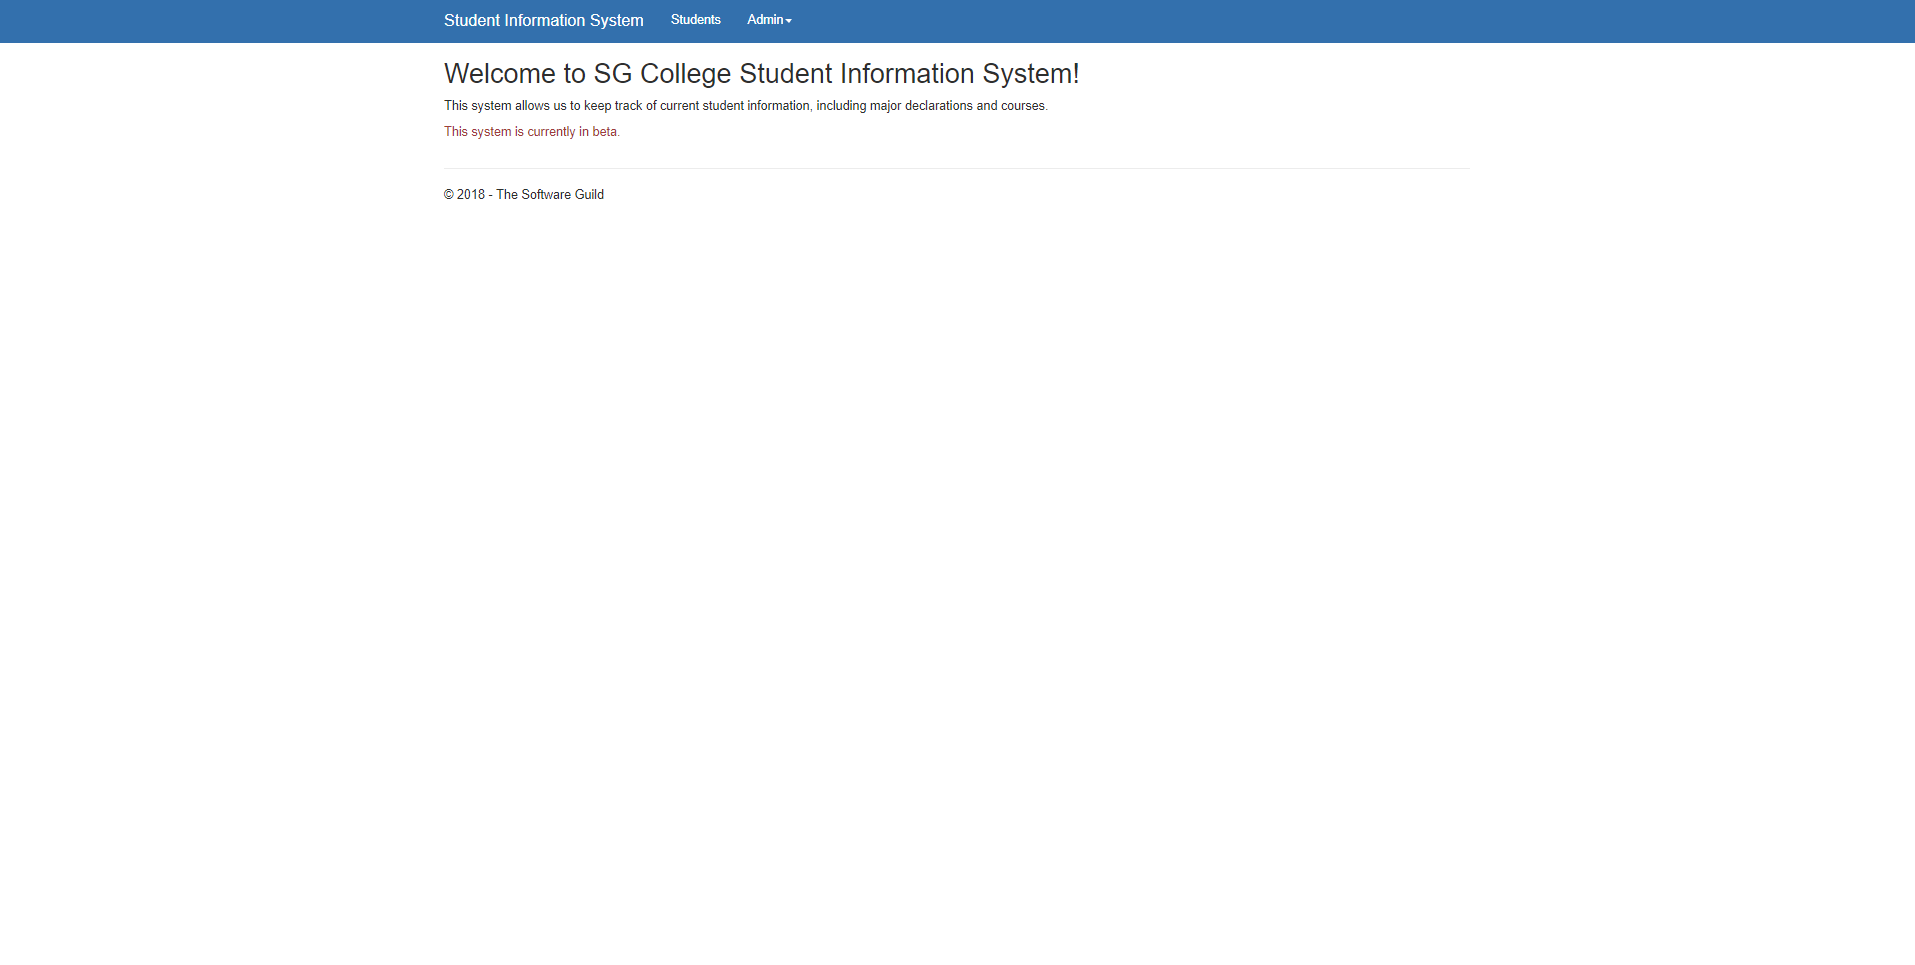 Student Information System Students Admin
Welcome to SG College Student Information System!
This system allows us to keep track of current student information, including major declarations and courses.
This system is currently in beta.
© 2018 - The Software Guild